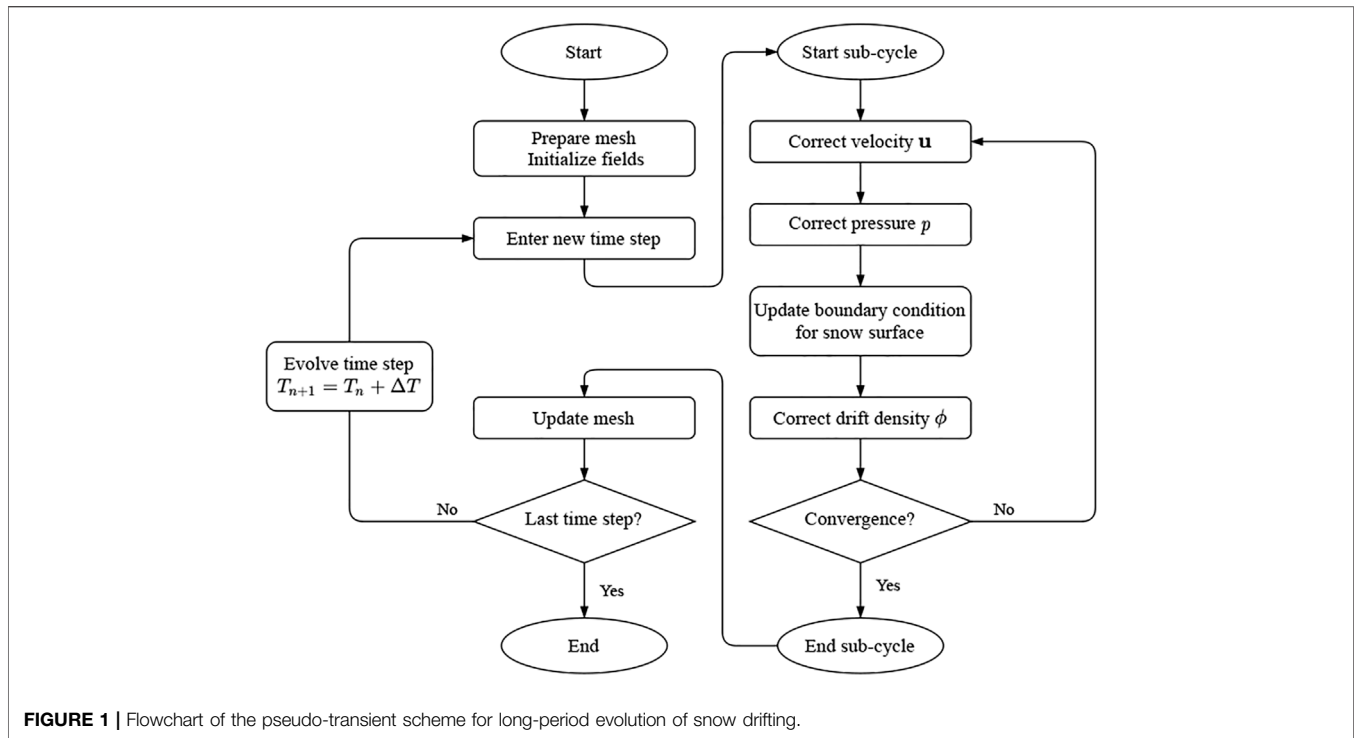 Start
Prepare mesh
Initialize fields
Enter new time step
Evolve time step
T_{n+1} = T_n + ΔT
Update mesh
Last time step?
No
Yes
End
Start sub-cycle
Correct velocity u
Correct pressure p
Update boundary condition
for snow surface
Correct drift density ϕ
Convergence?
No
Yes
End sub-cycle
FIGURE 1 | Flowchart of the pseudo-transient scheme for long-period evolution of snow drifting.